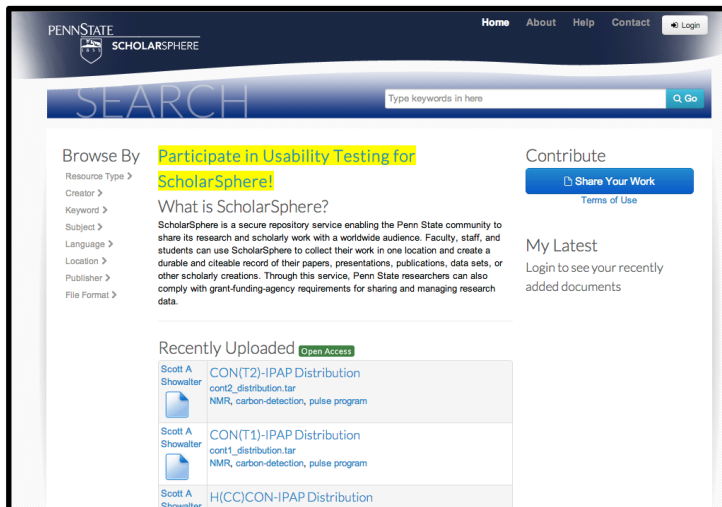 PENNSTATE
1855
SCHOLARSPHERE
Home About Help Contact Login
SEARCH
Type keywords in here
Go
Browse By
Resource Type
Creator
Keyword
Subject
Language
Location
Publisher
File Format
Participate in Usability Testing for
ScholarSphere!
What is ScholarSphere?
ScholarSphere is a secure repository service enabling the Penn State community to
share its research and scholarly work with a worldwide audience. Faculty, staff, and
students can use ScholarSphere to collect their work in one location and create a
durable and citeable record of their papers, presentations, publications, data sets, or
other scholarly creations. Through this service, Penn State researchers can also
comply with grant-funding-agency requirements for sharing and managing research
data.
Contribute
Share Your Work
Terms of Use
My Latest
Login to see your recently
added documents
Recently Uploaded Open Access
Scott A
Showalter
CON(T2)-IPAP Distribution
cont2_distribution.tar
NMR, carbon-detection, pulse program
Scott A
Showalter
CON(T1)-IPAP Distribution
cont1_distribution.tar
NMR, carbon-detection, pulse program
Scott A
Showalter
H(CC)CON-IPAP Distribution